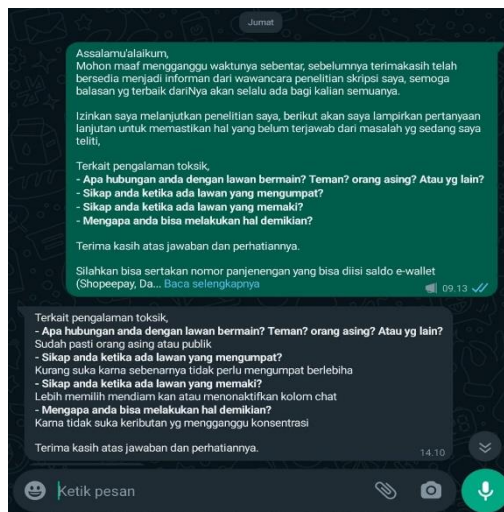 Jumat
Assalamu'alaikum,
Mohon maaf mengganggu waktunya sebentar, sebelumnya terimakasih telah
bersedia menjadi informan dari wawancara penelitian skripsi saya, semoga
balasan yg terbaik dariNya akan selalu ada bagi kalian semuanya.
Izinkan saya melanjutkan penelitian saya, berikut akan saya lampirkan pertanyaan
lanjutan untuk memastikan hal yang belum terjawab dari masalah yg sedang saya
teliti,
Terkait pengalaman toksik,
- Apa hubungan anda dengan lawan bermain? Teman? orang asing? Atau yg lain?
- Sikap anda ketika ada lawan yang mengumpat?
- Sikap anda ketika ada lawan yang memaki?
- Mengapa anda bisa melakukan hal demikian?
Terima kasih atas jawaban dan perhatiannya.
Silahkan bisa sertakan nomor panjenengan yang bisa diisi saldo e-wallet
(Shopeepay, Da... Baca selengkapnya
09.13
Terkait pengalaman toksik,
- Apa hubungan anda dengan lawan bermain? Teman? orang asing? Atau yg lain?
Sudah pasti orang asing atau publik
- Sikap anda ketika ada lawan yang mengumpat?
Kurang suka karna sebenarnya tidak perlu mengumpat berlebiha
- Sikap anda ketika ada lawan yang memaki?
Lebih memilih mendiam kan atau menonaktifkan kolom chat
- Mengapa anda bisa melakukan hal demikian?
Karna tidak suka keributan yg mengganggu konsentrasi
Terima kasih atas jawaban dan perhatiannya.
14.10
Ketik pesan